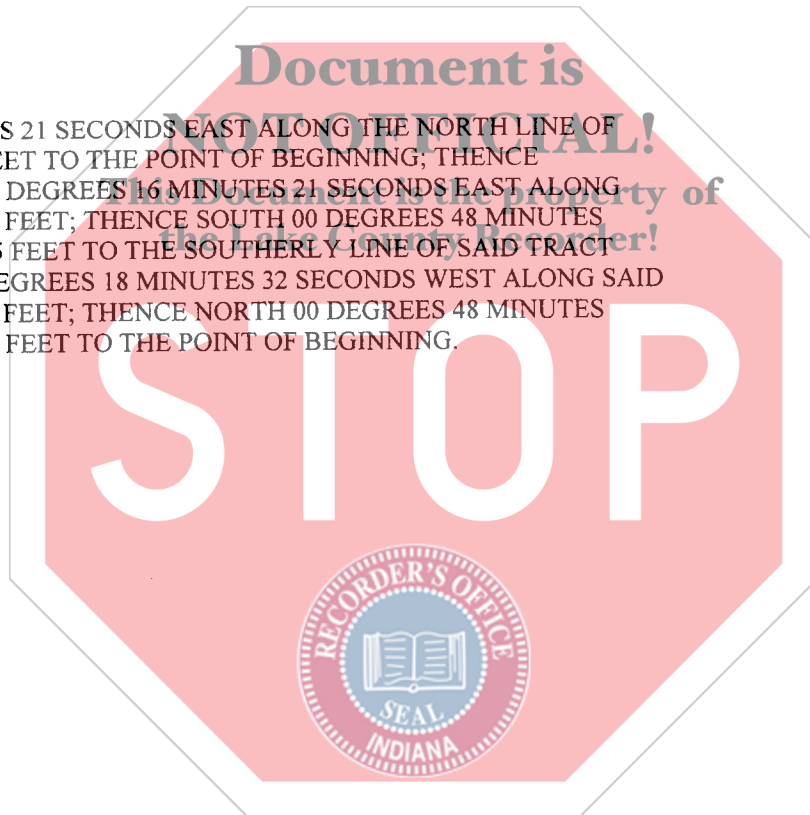 Document is
NOT OFFICIAL!
This Document is the property of
the Lake County Recorder!
S 21 SECONDS EAST ALONG THE NORTH LINE OF
EET TO THE POINT OF BEGINNING; THENCE
DEGREES 16 MINUTES 21 SECONDS EAST ALONG
FEET; THENCE SOUTH 00 DEGREES 48 MINUTES
5 FEET TO THE SOUTHERLY LINE OF SAID TRACT
EGREES 18 MINUTES 32 SECONDS WEST ALONG SAID
FEET; THENCE NORTH 00 DEGREES 48 MINUTES
FEET TO THE POINT OF BEGINNING.
STOP
RECORDER'S OFFICE
SEAL
INDIANA